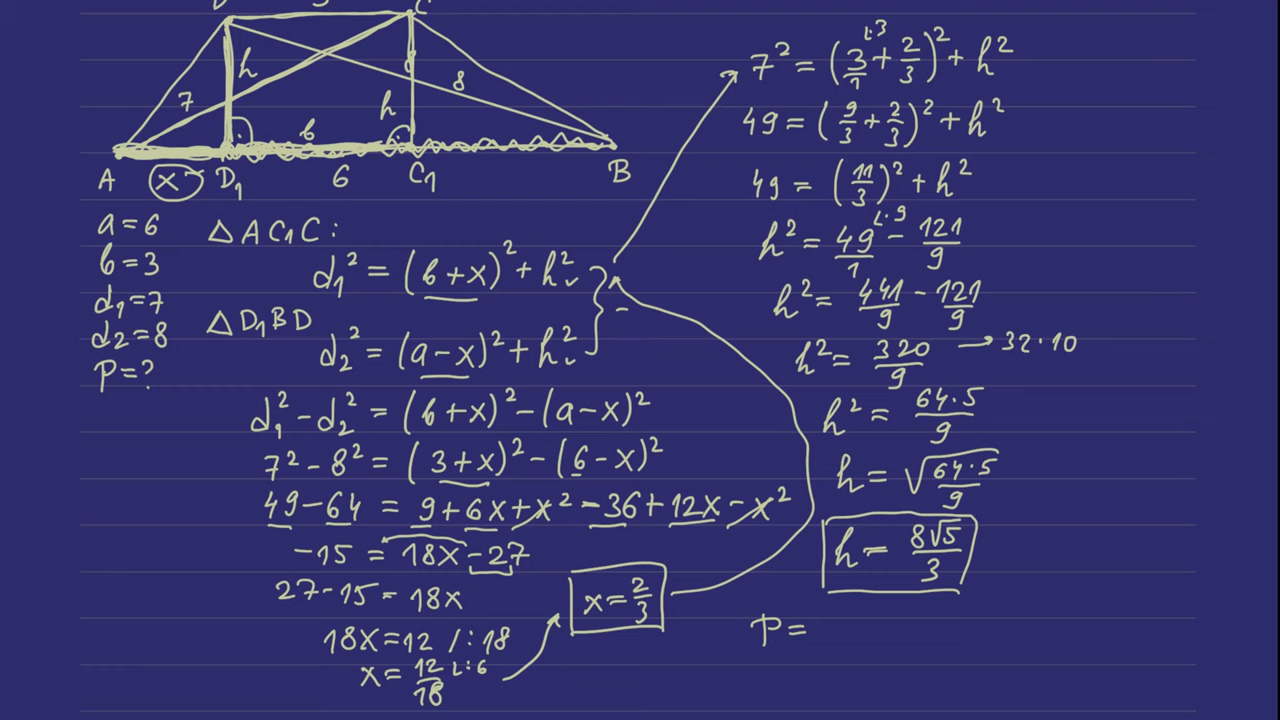 h
7
8
h
6
A x D₁ 6 C₁ B
a=6
b=3
d₁=7
d₂=8
P=?
△AC₁C:
d₁² = (b+x)² + h²
△D₁BD
d₂² = (a-x)² + h²
-
d₁² - d₂² = (b+x)² - (a-x)²
7² - 8² = (3+x)² - (6-x)²
49-64 = 9+6x+x² -36+12x-x²
-15 = 18x-27
27-15=18x
18x=12 /:18
x= 12/18 :6
x=2/3
7² = (3/1 ·3 + 2/3)² + h²
49 = (9/3 + 2/3)² + h²
49 = (11/3)² + h²
h² = 49/1 ·9 - 121/9
h² = 441/9 - 121/9
h² = 320/9 → 32·10
h² = 64·5/9
h = √(64·5/9)
h = 8√5/3
P=